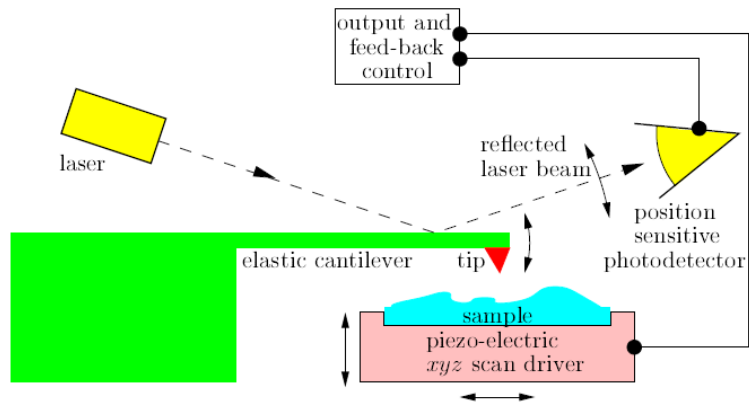 output and
feed-back
control
laser
reflected
laser beam
position
sensitive
photodetector
elastic cantilever
tip
sample
piezo-electric
xyz scan driver